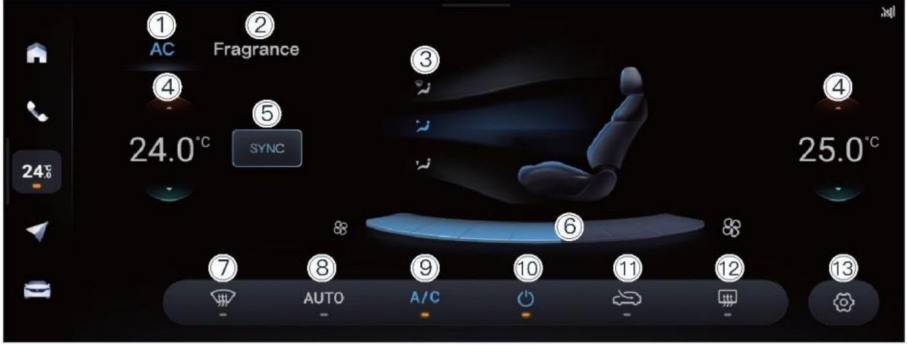 ① ②
AC Fragrance
③
④ ④
⑤
24.0°C SYNC 25.0°C
24.0°C
⑥
⑦ ⑧ ⑨ ⑩ ⑪ ⑫ ⑬
AUTO A/C